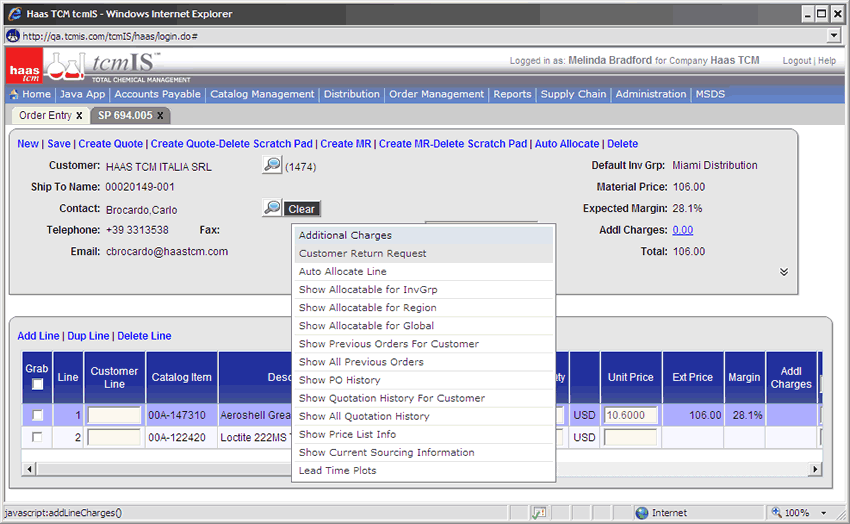 Haas TCM tcmIS - Windows Internet Explorer
http://qa.tcmis.com/tcmIS/haas/login.do#
haas tcm
tcmIS™
TOTAL CHEMICAL MANAGEMENT
Logged in as: Melinda Bradford for Company Haas TCM Logout | Help
Home | Java App | Accounts Payable | Catalog Management | Distribution | Order Management | Reports | Supply Chain | Administration | MSDS
Order Entry x SP 694.005 x
New | Save | Create Quote | Create Quote-Delete Scratch Pad | Create MR | Create MR-Delete Scratch Pad | Auto Allocate | Delete
Customer: HAAS TCM ITALIA SRL (1474) Default Inv Grp: Miami Distribution
Ship To Name: 00020149-001 Material Price: 106.00
Contact: Brocardo,Carlo Clear Expected Margin: 28.1%
Telephone: +39 3313538 Fax: Addl Charges: 0.00
Email: cbrocardo@haastcm.com Total: 106.00
Additional Charges
Customer Return Request
Auto Allocate Line
Show Allocatable for InvGrp
Show Allocatable for Region
Show Allocatable for Global
Show Previous Orders For Customer
Show All Previous Orders
Show PO History
Show Quotation History For Customer
Show All Quotation History
Show Price List Info
Show Current Sourcing Information
Lead Time Plots
Add Line | Dup Line | Delete Line
Grab Line Customer Line Catalog Item Unit Price Ext Price Margin Addl Charges
1 00A-147310 Aeroshell USD 10.6000 106.00 28.1%
2 00A-122420 Loctite 222MS USD
javascript:addLineCharges() Internet 100%